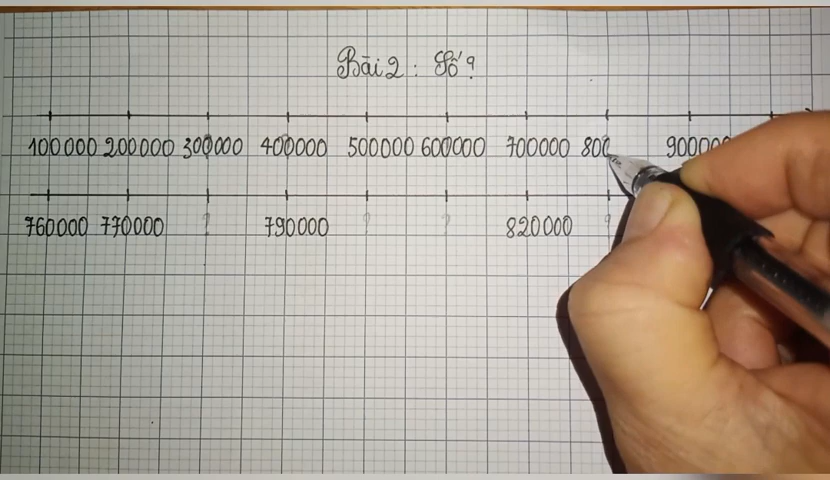 Bài 2 : Số ?
100000 200000 300000 400000 500000 600000 700000 800 900000
760000 770000 ? 790000 ? ? 820000 ?